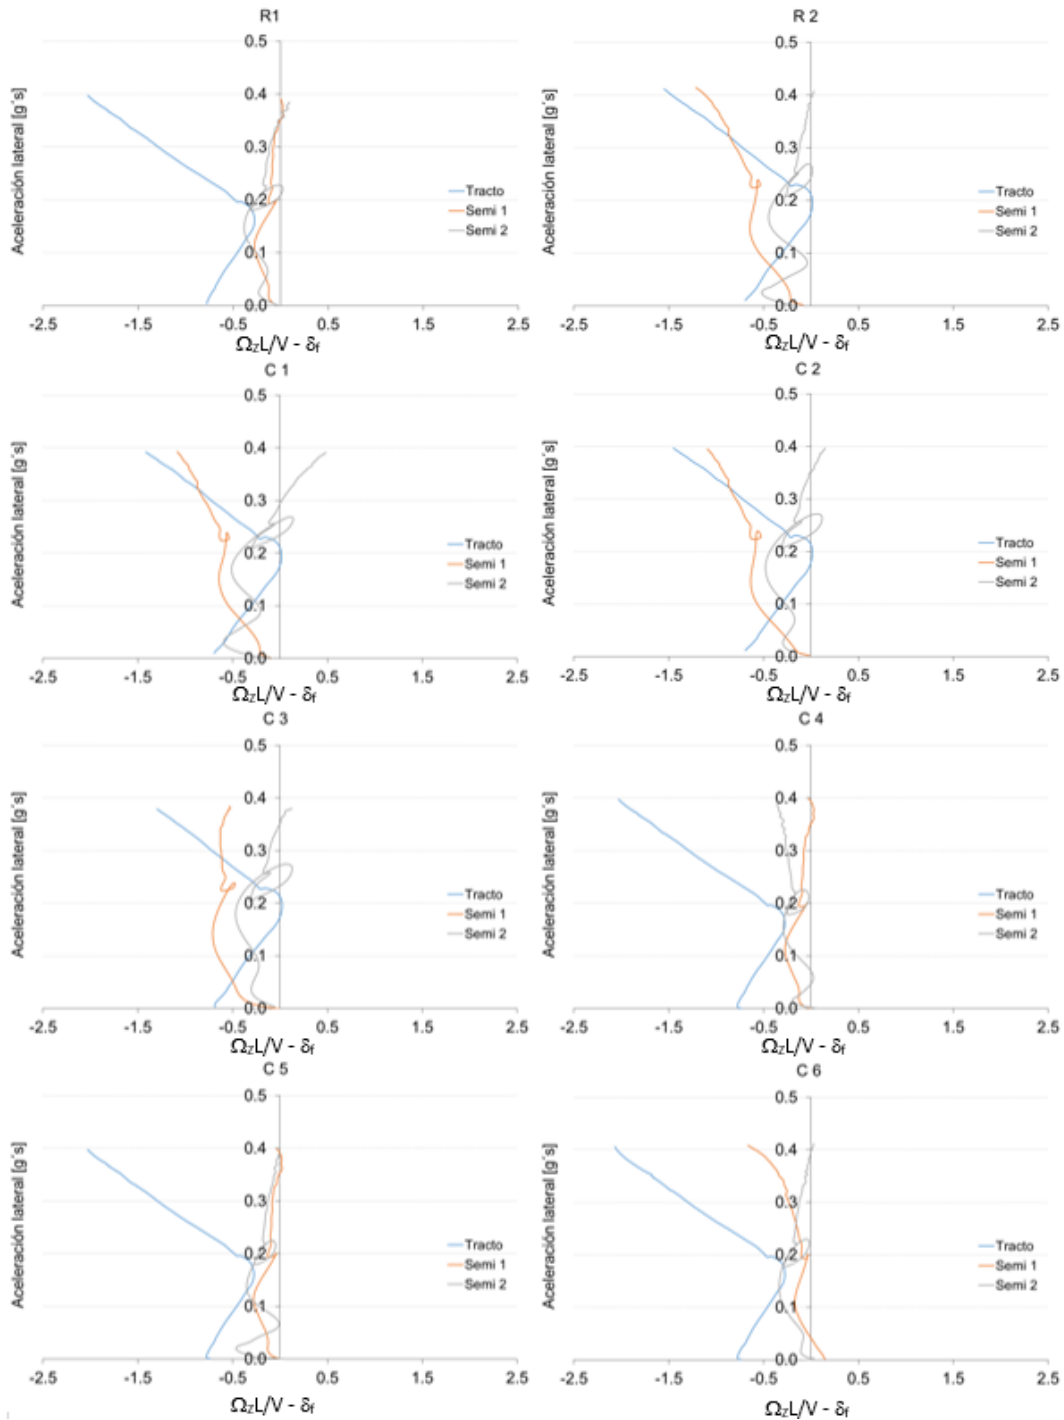 R1
0.5
0.4
0.3
0.2
0.1
0.0
Aceleración lateral [g´s]
Tracto
Semi 1
Semi 2
-2.5 -1.5 -0.5 0.5 1.5 2.5
ΩzL/V - δf
R 2
0.5
0.4
0.3
0.2
0.1
0.0
Aceleración lateral [g´s]
Tracto
Semi 1
Semi 2
-2.5 -1.5 -0.5 0.5 1.5 2.5
ΩzL/V - δf
C 1
0.5
0.4
0.3
0.2
0.1
0.0
Aceleración lateral [g´s]
Tracto
Semi 1
Semi 2
-2.5 -1.5 -0.5 0.5 1.5 2.5
ΩzL/V - δf
C 2
0.5
0.4
0.3
0.2
0.1
0.0
Aceleración lateral [g´s]
Tracto
Semi 1
Semi 2
-2.5 -1.5 -0.5 0.5 1.5 2.5
ΩzL/V - δf
C 3
0.5
0.4
0.3
0.2
0.1
0.0
Aceleración lateral [g´s]
Tracto
Semi 1
Semi 2
-2.5 -1.5 -0.5 0.5 1.5 2.5
ΩzL/V - δf
C 4
0.5
0.4
0.3
0.2
0.1
0.0
Aceleración lateral [g´s]
Tracto
Semi 1
Semi 2
-2.5 -1.5 -0.5 0.5 1.5 2.5
ΩzL/V - δf
C 5
0.5
0.4
0.3
0.2
0.1
0.0
Aceleración lateral [g´s]
Tracto
Semi 1
Semi 2
-2.5 -1.5 -0.5 0.5 1.5 2.5
ΩzL/V - δf
C 6
0.5
0.4
0.3
0.2
0.1
0.0
Aceleración lateral [g´s]
Tracto
Semi 1
Semi 2
-2.5 -1.5 -0.5 0.5 1.5 2.5
ΩzL/V - δf